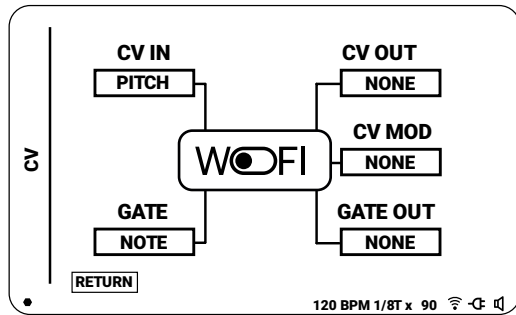 CV IN
PITCH
CV OUT
NONE
CV MOD
NONE
CV
WOFI
GATE
NOTE
GATE OUT
NONE
RETURN
120 BPM 1/8T x 90